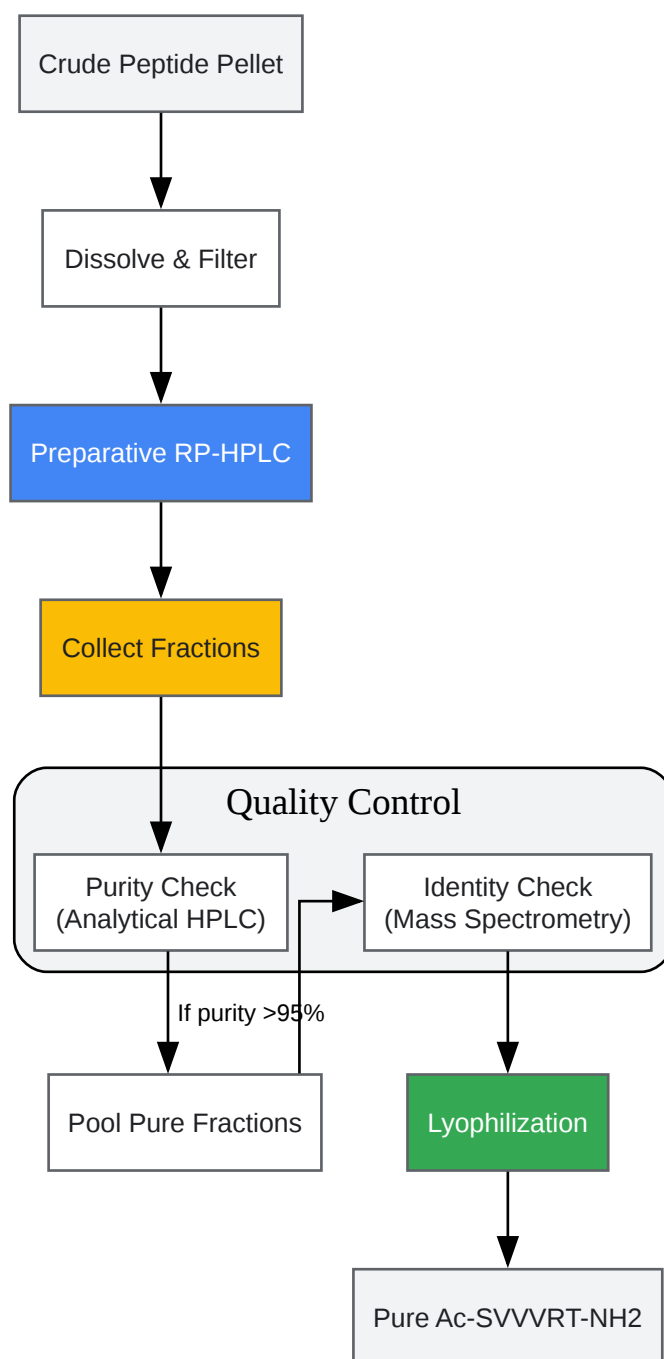 Crude Peptide Pellet
Dissolve & Filter
Preparative RP-HPLC
Collect Fractions
Quality Control
Purity Check
(Analytical HPLC)
Identity Check
(Mass Spectrometry)
If purity >95%
Pool Pure Fractions
Lyophilization
Pure Ac-SVVVRT-NH2